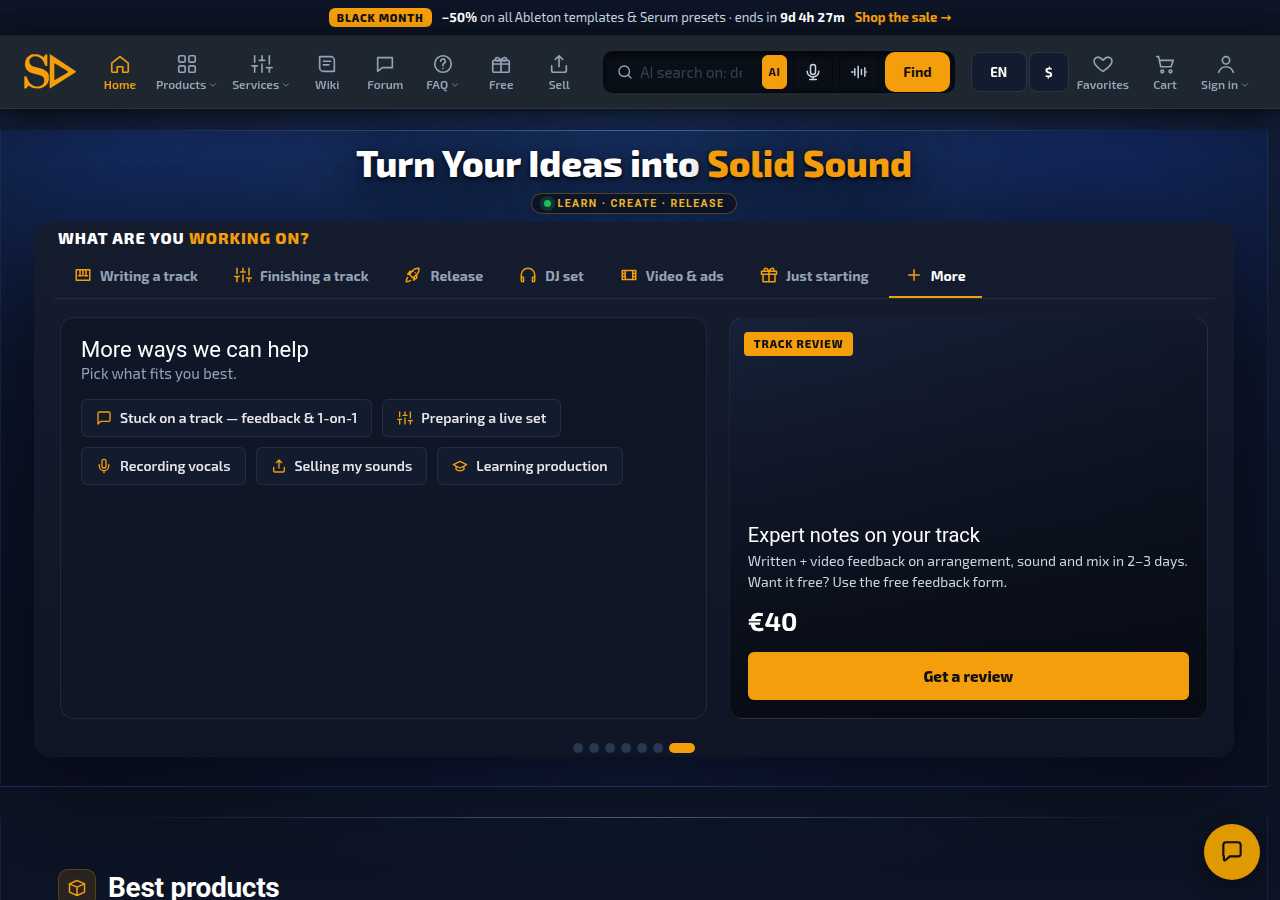 BLACK MONTH −50% on all Ableton templates & Serum presets · ends in 9d 4h 27m Shop the sale →
S
Home
Products
Services
Wiki
Forum
FAQ
Free
Sell
AI search on: dr
AI
Find
EN
$
Favorites
Cart
Sign in
Turn Your Ideas into Solid Sound
LEARN · CREATE · RELEASE
WHAT ARE YOU WORKING ON?
Writing a track
Finishing a track
Release
DJ set
Video & ads
Just starting
More
More ways we can help
Pick what fits you best.
Stuck on a track — feedback & 1-on-1
Preparing a live set
Recording vocals
Selling my sounds
Learning production
TRACK REVIEW
Expert notes on your track
Written + video feedback on arrangement, sound and mix in 2–3 days.
Want it free? Use the free feedback form.
€40
Get a review
Best products